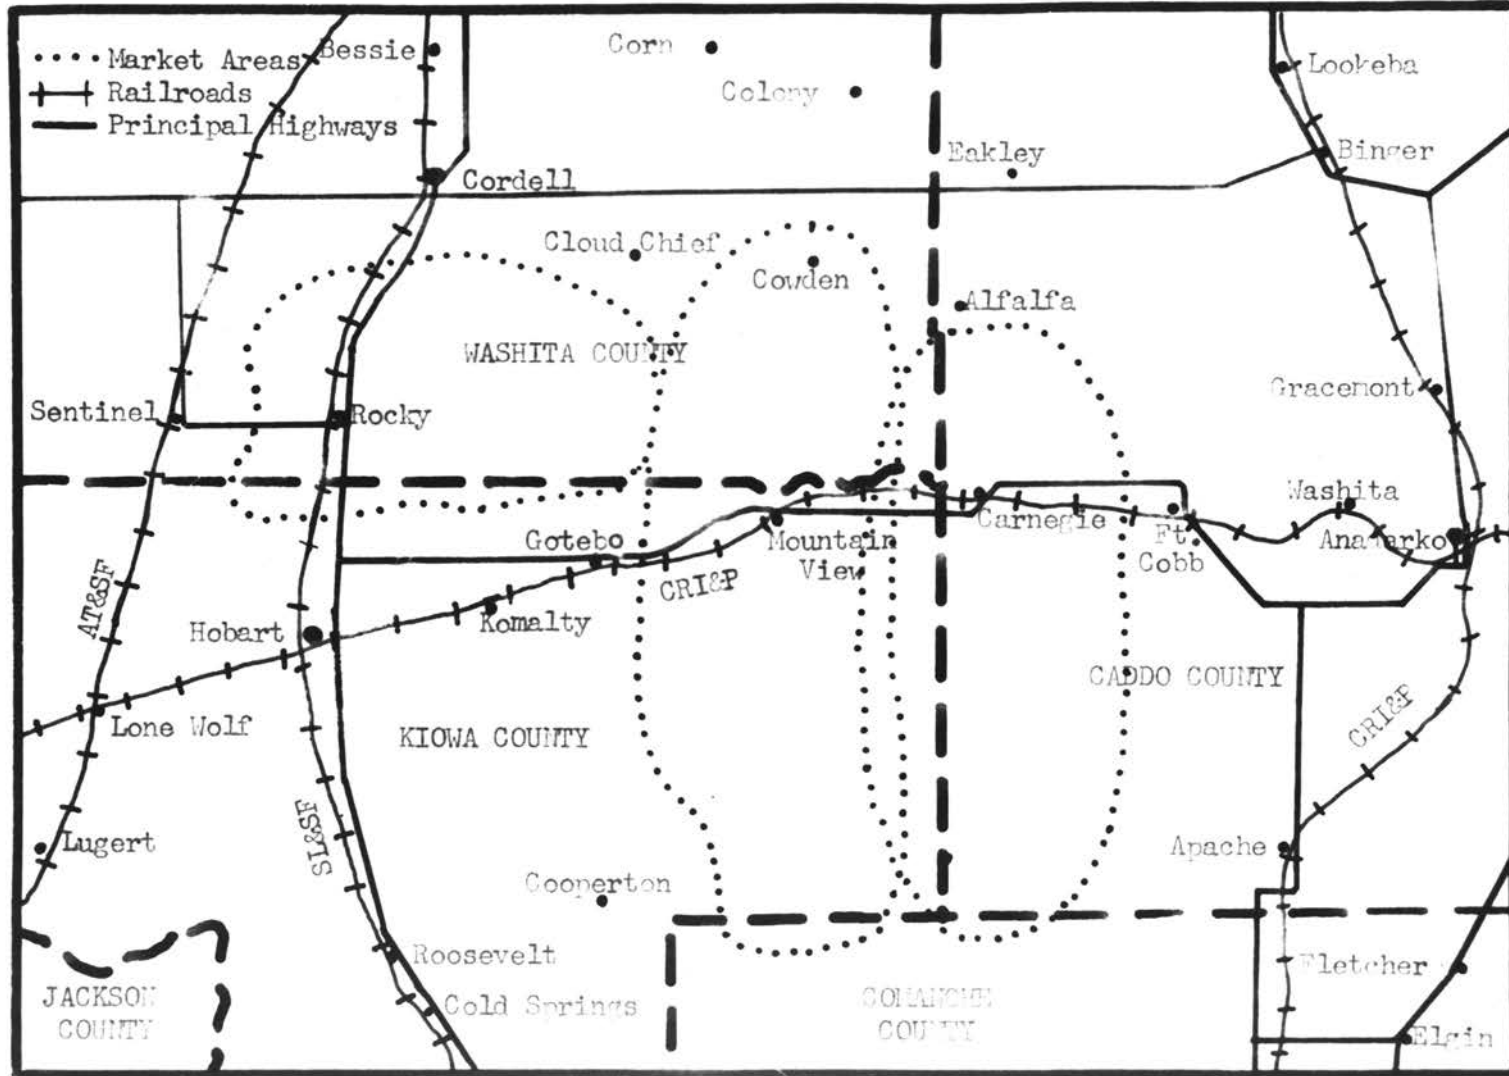 Market Areas
Railroads
Principal Highways
Bessie
Corn
Colony
Lookeba
Binger
Eakley
Cordell
Cloud Chief
Cowden
Alfalfa
WASHITA COUNTY
Gracemont
Sentinel
Rocky
Washita
Carnegie
Gotebo
Mountain
View
Ft.
Cobb
Anadarko
CRI&P
AT&SF
Komalty
Hobart
CADDO COUNTY
Lone Wolf
KIOWA COUNTY
CRI&P
SL&SF
Lugert
Apache
Cooperton
Roosevelt
Fletcher
JACKSON
COUNTY
Cold Springs
COMANCHE
COUNTY
Elgin